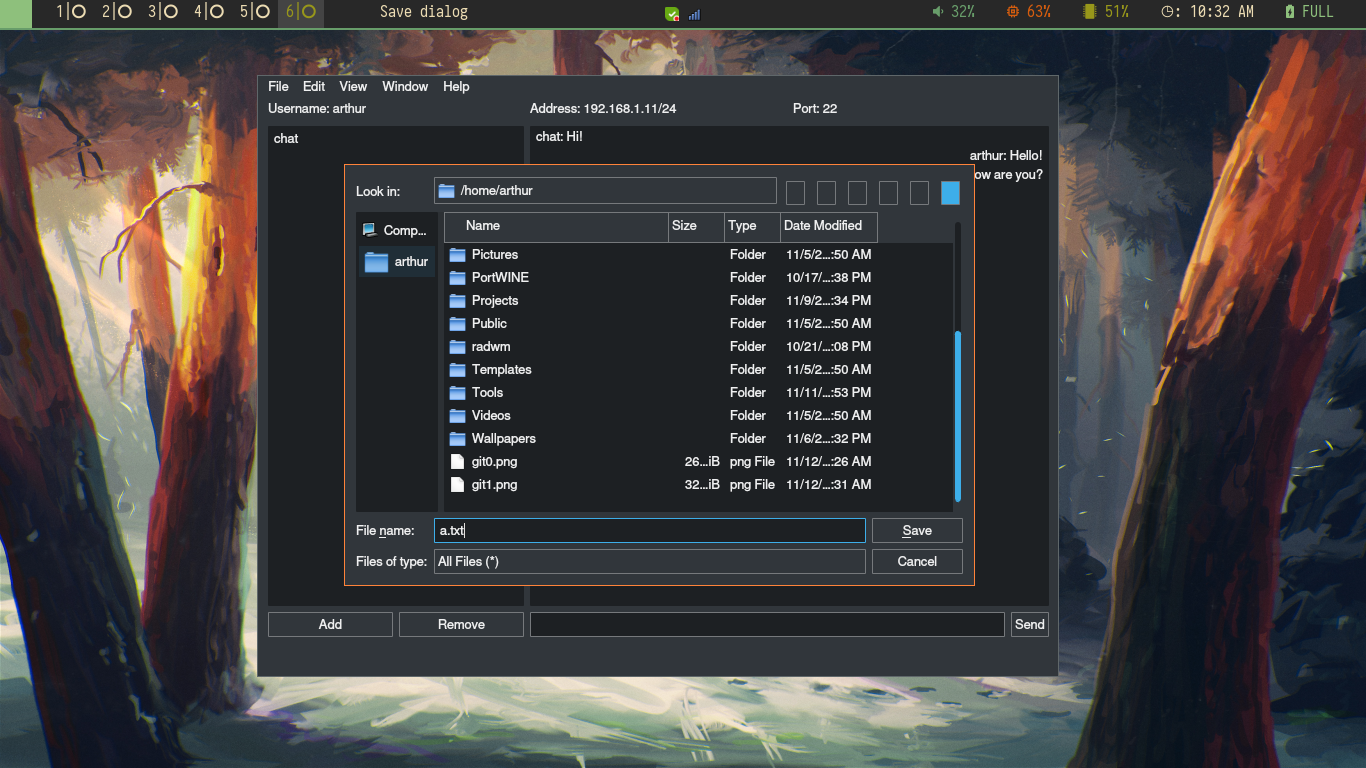 1| 2| 3| 4| 5| 6| Save dialog 32% 63% 51% : 10:32 AM FULL
File Edit View Window Help
Username: arthur Address: 192.168.1.11/24 Port: 22
chat chat: Hi!
arthur: Hello!
ow are you?
Look in: /home/arthur
Comp...
arthur
Name Size Type Date Modified
Pictures Folder 11/5/2...:50 AM
PortWINE Folder 10/17/...:38 PM
Projects Folder 11/9/2...:34 PM
Public Folder 11/5/2...:50 AM
radwm Folder 10/21/...:08 PM
Templates Folder 11/5/2...:50 AM
Tools Folder 11/11/...:53 PM
Videos Folder 11/5/2...:50 AM
Wallpapers Folder 11/6/2...:32 PM
git0.png 26...iB png File 11/12/...:26 AM
git1.png 32...iB png File 11/12/...:31 AM
File name: a.txt Save
Files of type: All Files (*) Cancel
Add Remove Send